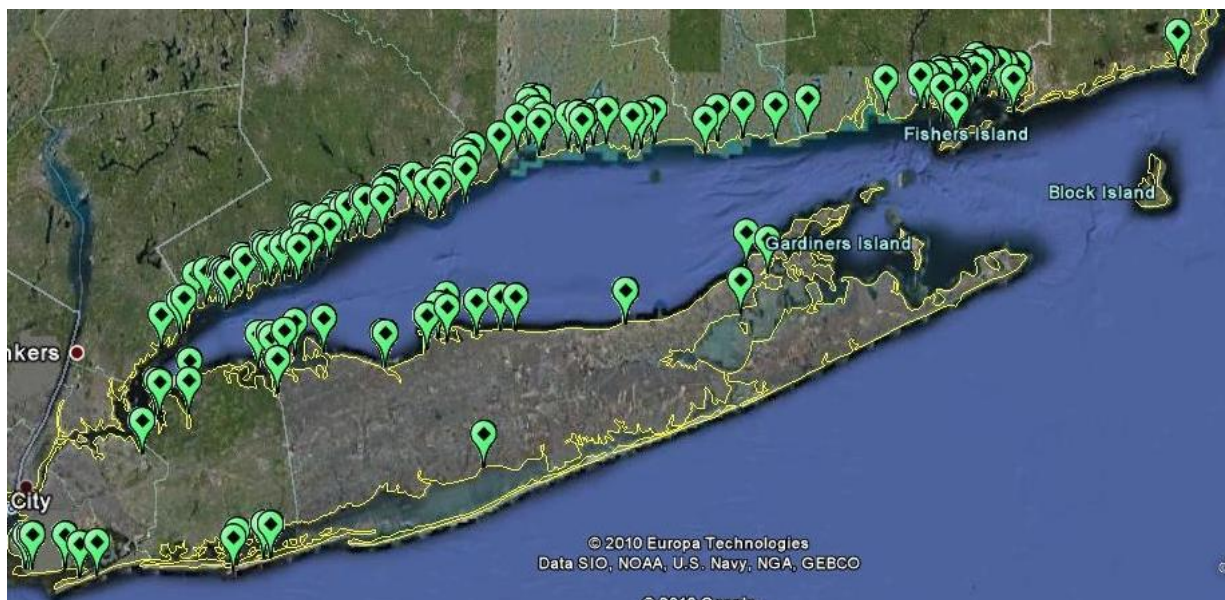 Fishers Island
Block Island
Gardiners Island
nkers
City
© 2010 Europa Technologies
Data SIO, NOAA, U.S. Navy, NGA, GEBCO